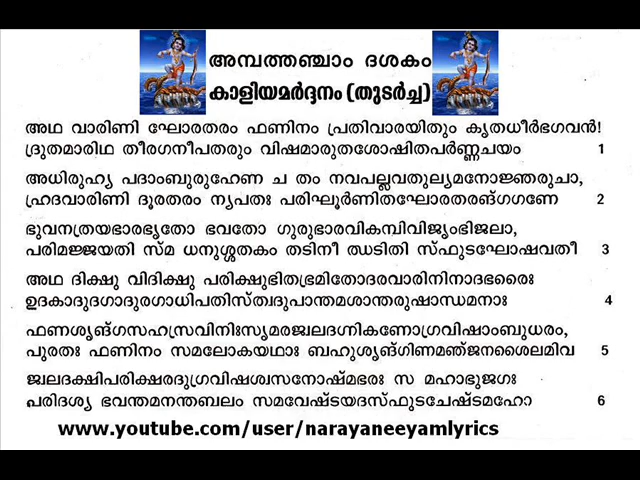 അമ്പത്തഞ്ചാം ദശകം
കാളിയമർദ്ദനം (തുടർച്ച)
അഥ വാരിണി ഘോരതരം ഫണിനം പ്രതിവാരയിതും കൃതധീർഭഗവൻ!
ദ്രുതമാരിഥ തീരഗനീപതരും വിഷമാരുതശോഷിതപർണ്ണചയം 1
അധിരുഹ്യ പദാംബുരുഹേണ ച തം നവപല്ലവതുല്യമനോജ്ഞരുചാ,
ഹ്രദവാരിണി ദൂരതരം ന്യപതഃ പരിഘൂർണിതഘോരതരങ്ഗഗണേ 2
ഭുവനത്രയഭാരഭൃതോ ഭവതോ ഗുരുഭാരവികമ്പിവിജൃംഭിജലാ,
പരിമജ്ജയതി സ്മ ധനുശ്ശതകം തടിനീ ഝടിതി സ്ഫുടഘോഷവതീ 3
അഥ ദിക്ഷു വിദിക്ഷു പരിക്ഷുഭിതഭ്രമിതോദരവാരിനിനാദഭരൈഃ
ഉദകാദുദഗാദുരഗാധിപതിസ്ത്വദുപാന്തമശാന്തരുഷാന്ധമനാഃ 4
ഫണശൃങ്ഗസഹസ്രവിനിഃസൃമരജ്വലദഗ്നികണോഗ്രവിഷാംബുധരം,
പുരതഃ ഫണിനം സമലോകയഥാഃ ബഹുശൃങ്ഗിണമഞ്ജനശൈലമിവ 5
ജ്വലദക്ഷിപരിക്ഷരദുഗ്രവിഷശ്വസനോഷ്മഭരഃ സ മഹാഭുജഗഃ
പരിദശ്യ ഭവന്തമനന്തബലം സമവേഷ്ടയദസ്ഫുടചേഷ്ടമഹോ 6
www.youtube.com/user/narayaneeyamlyrics